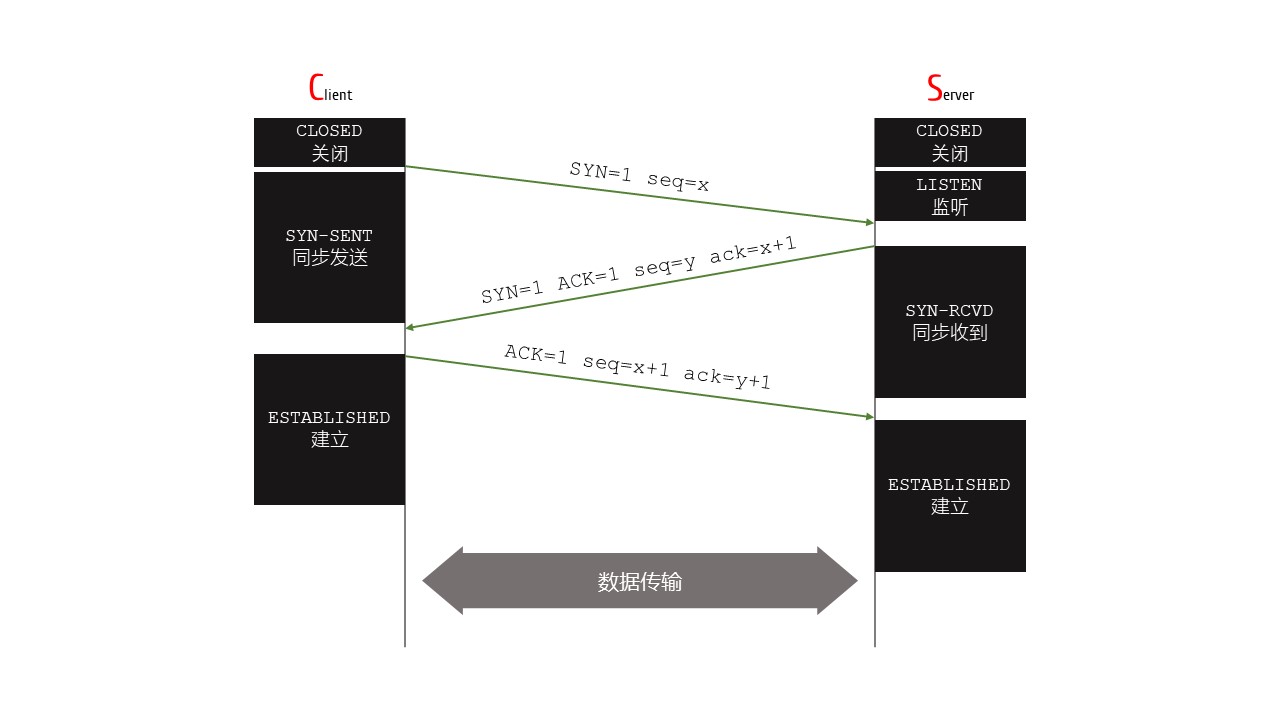 Client
Server
CLOSED
关闭
CLOSED
关闭
SYN=1 seq=x
LISTEN
监听
SYN-SENT
同步发送
SYN=1 ACK=1 seq=y ack=x+1
SYN-RCVD
同步收到
ACK=1 seq=x+1 ack=y+1
ESTABLISHED
建立
ESTABLISHED
建立
数据传输